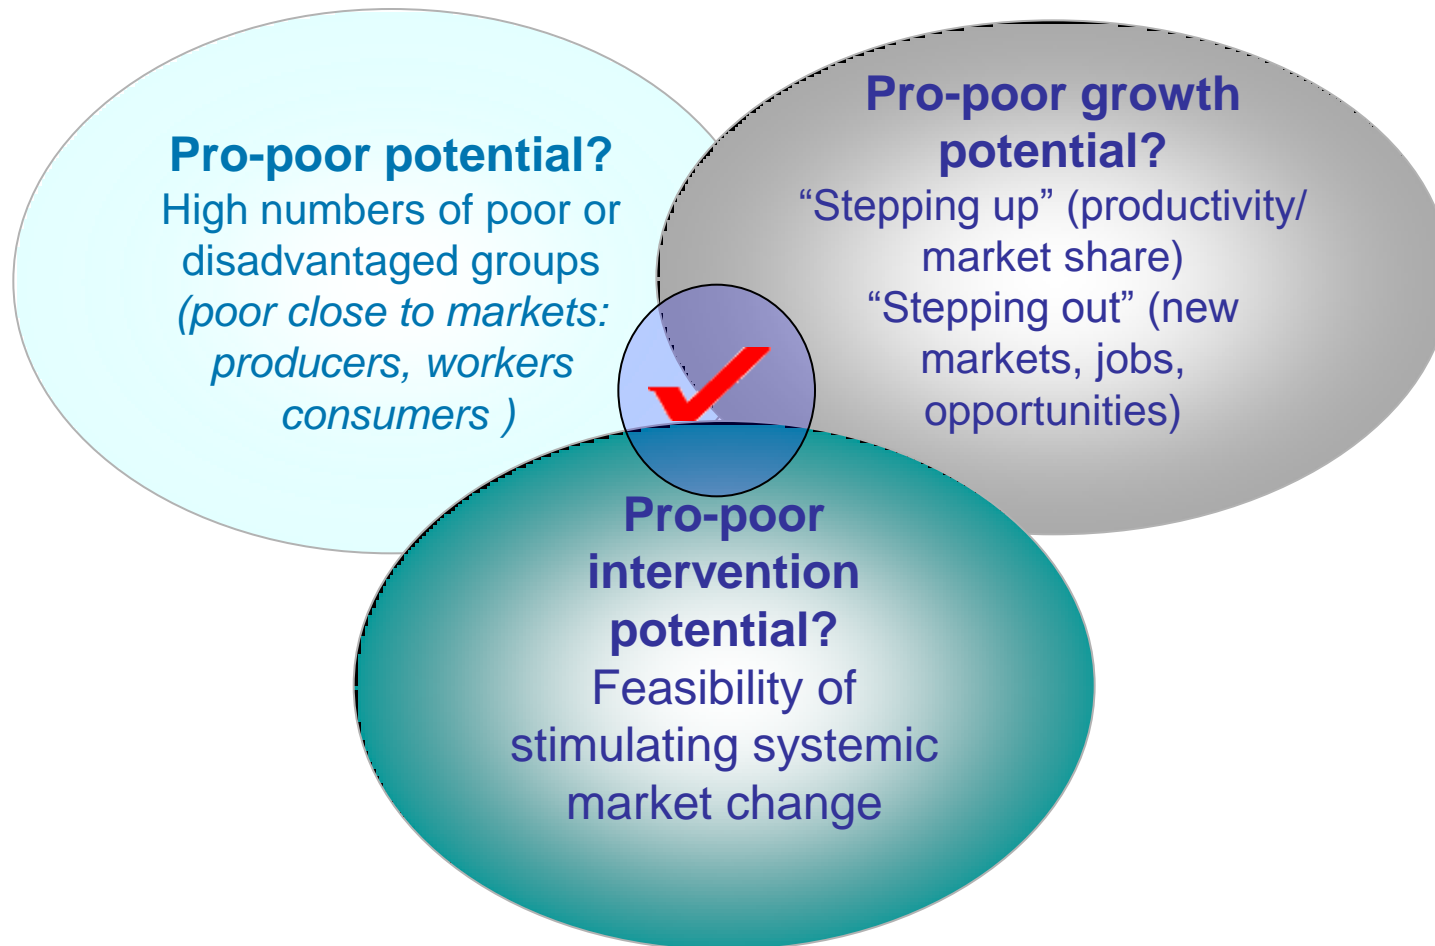 Pro-poor potential?
High numbers of poor or
disadvantaged groups
(poor close to markets:
producers, workers
consumers )
Pro-poor growth
potential?
“Stepping up” (productivity/
market share)
“Stepping out” (new
markets, jobs,
opportunities)
Pro-poor
intervention
potential?
Feasibility of
stimulating systemic
market change